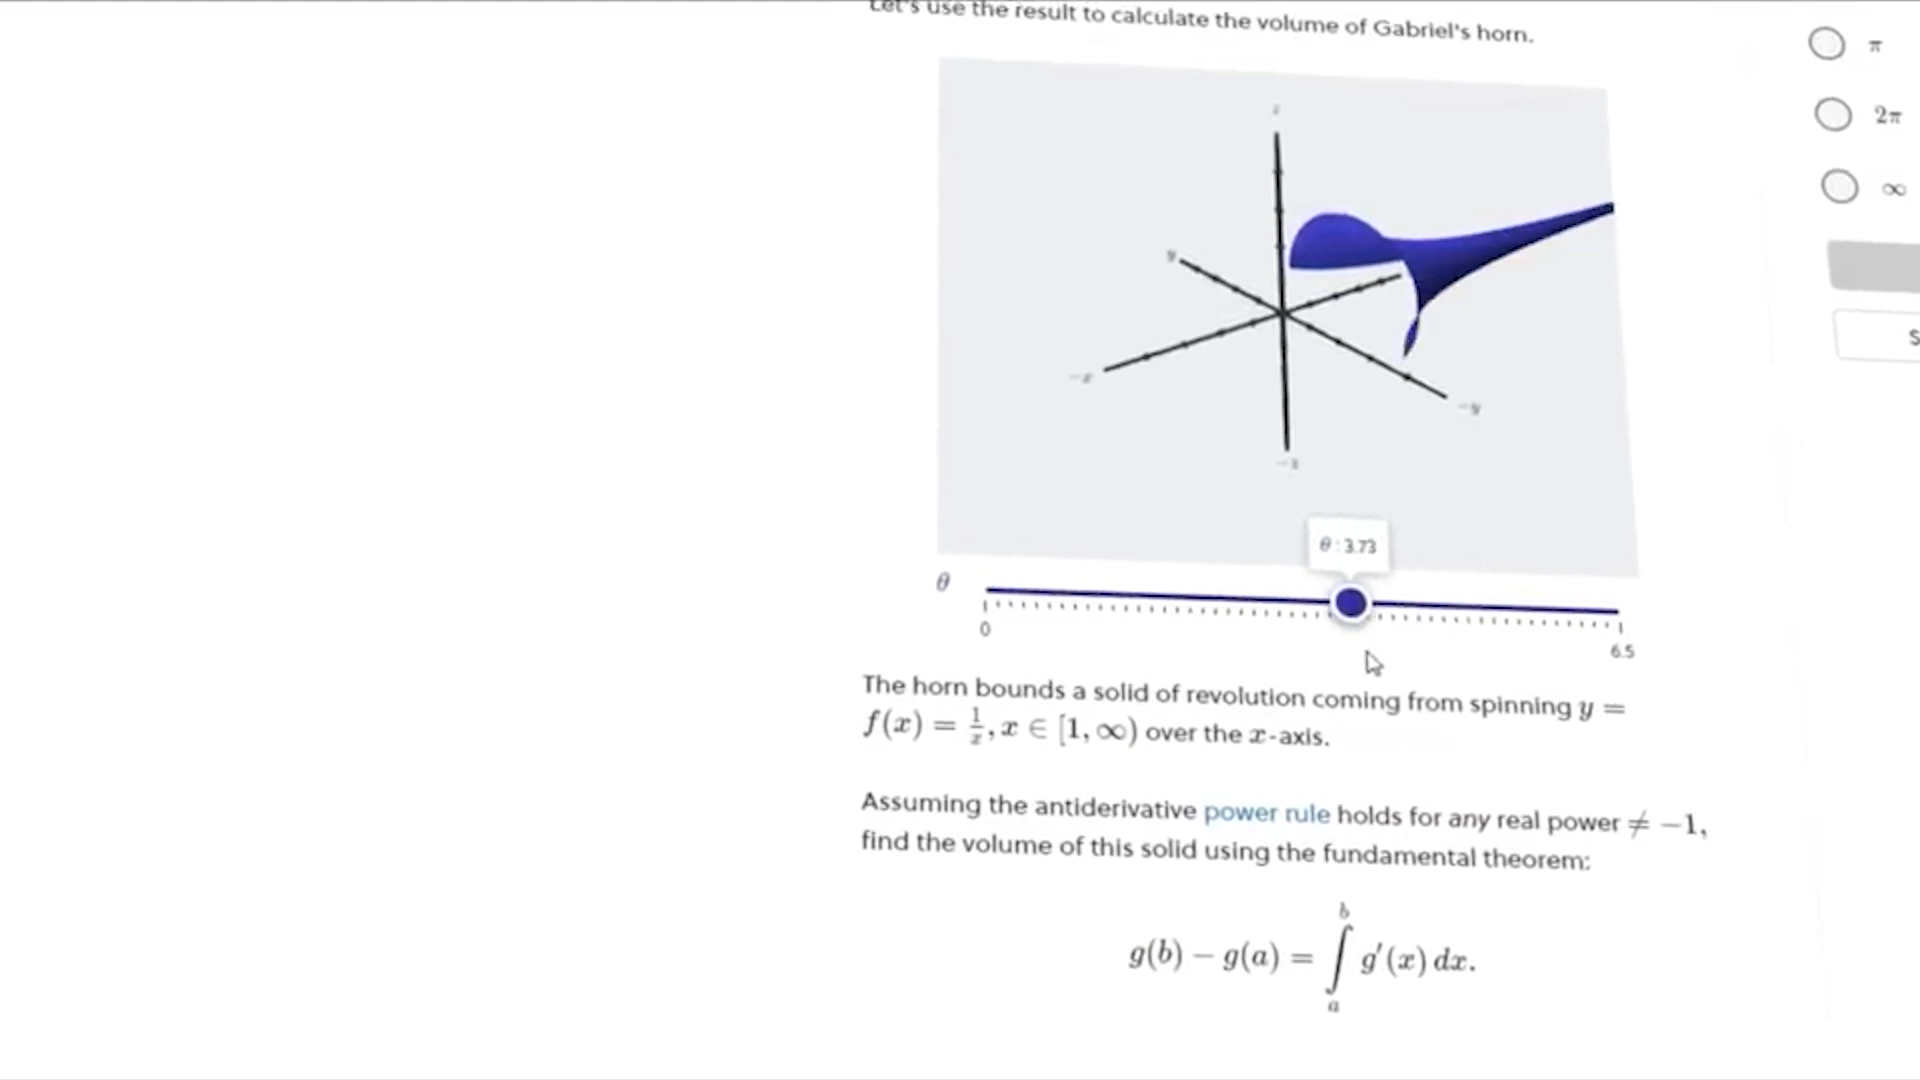 Let's use the result to calculate the volume of Gabriel's horn.
z
y
-x
-y
-z
θ : 3.73
θ
0
6.5
The horn bounds a solid of revolution coming from spinning y =
f(x) = 1/x, x ∈ [1, ∞) over the x-axis.
Assuming the antiderivative power rule holds for any real power ≠ −1,
find the volume of this solid using the fundamental theorem:
g(b) − g(a) = ∫ₐᵇ g′(x) dx.
π
2π
∞
S